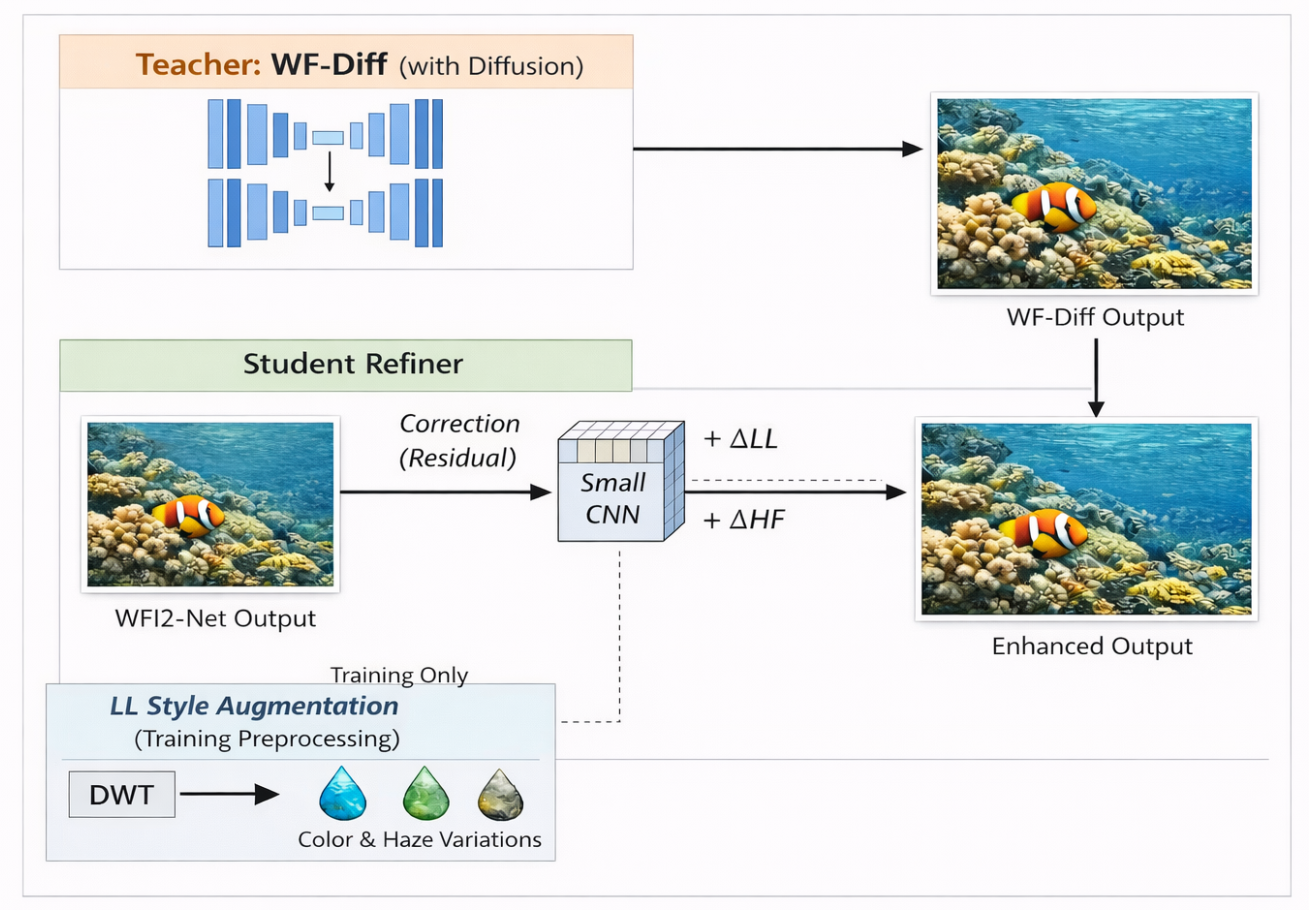 Teacher: WF-Diff (with Diffusion)
WF-Diff Output
Student Refiner
Correction
(Residual)
+ ΔLL
Small
CNN
+ ΔHF
WFI2-Net Output
Enhanced Output
Training Only
LL Style Augmentation
(Training Preprocessing)
DWT
Color & Haze Variations